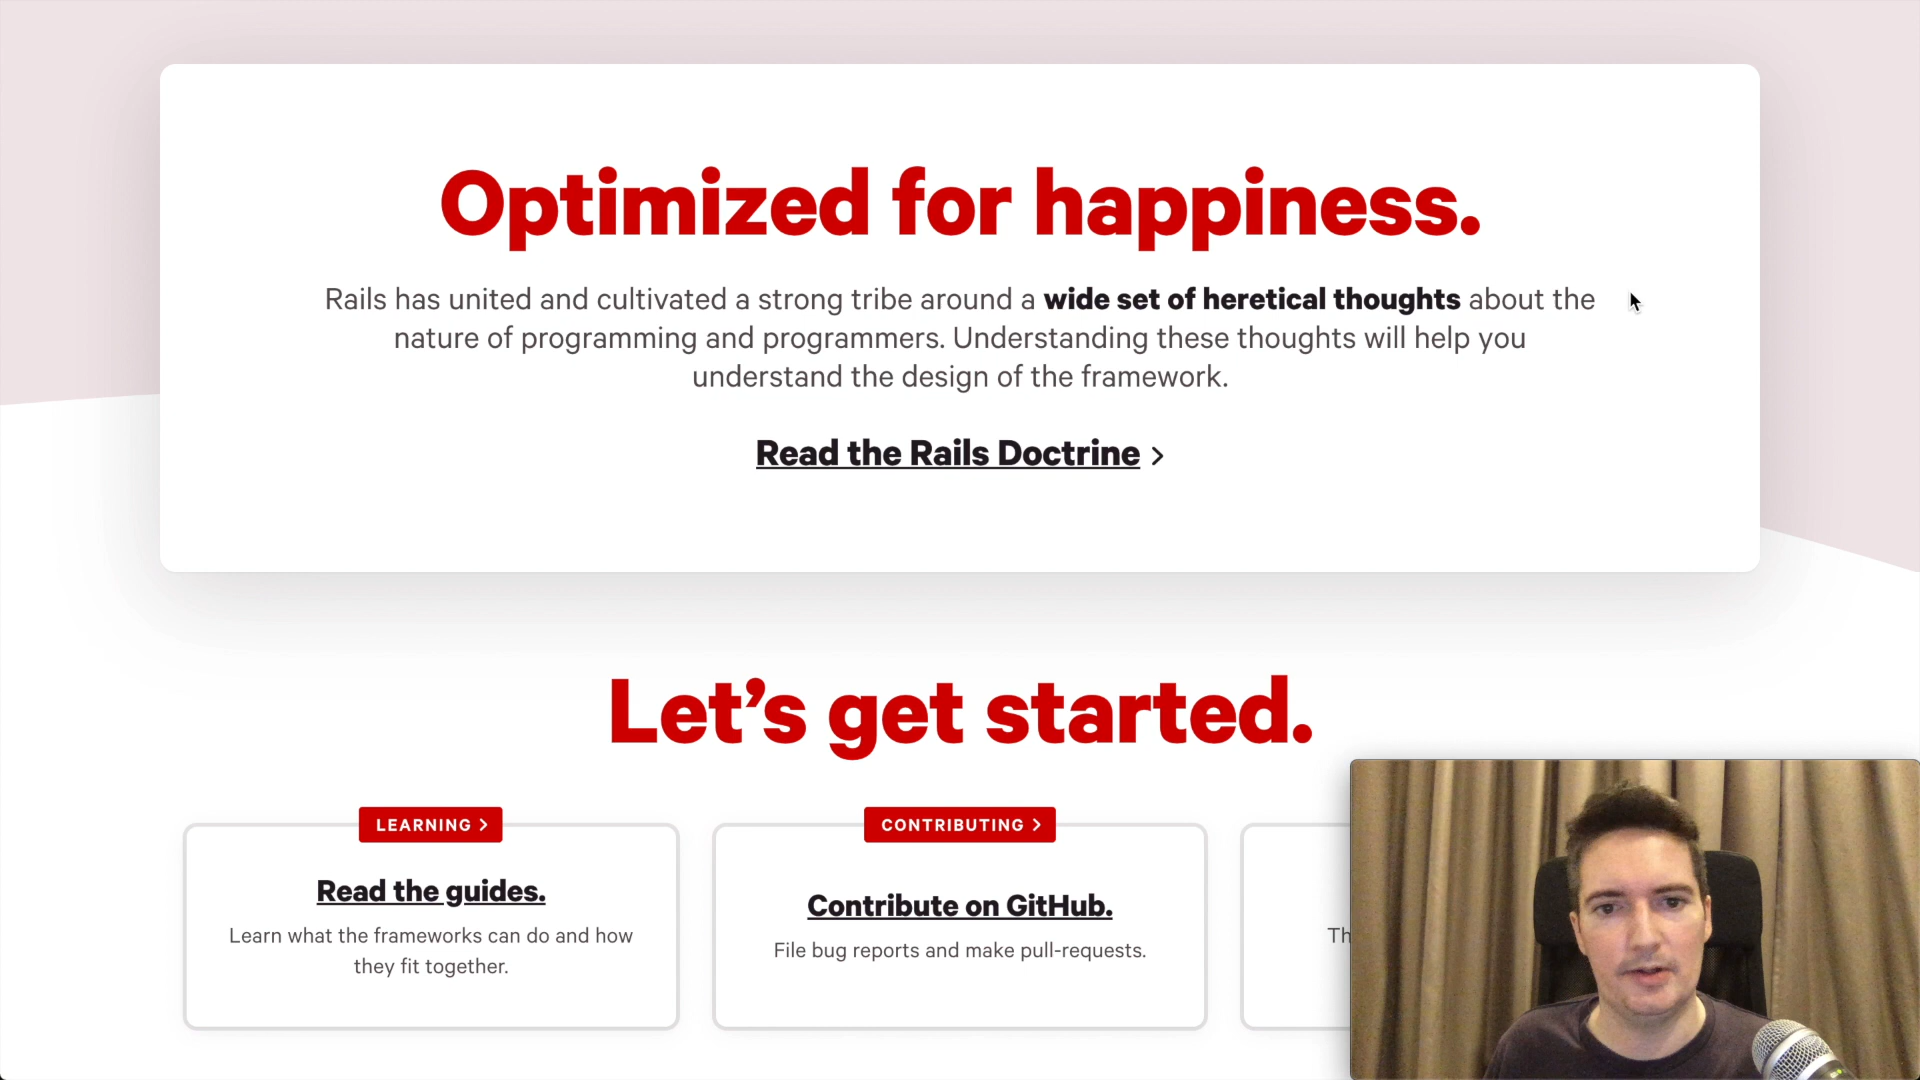 Optimized for happiness.
Rails has united and cultivated a strong tribe around a wide set of heretical thoughts about the
nature of programming and programmers. Understanding these thoughts will help you
understand the design of the framework.
Read the Rails Doctrine >
Let’s get started.
LEARNING >
Read the guides.
Learn what the frameworks can do and how
they fit together.
CONTRIBUTING >
Contribute on GitHub.
File bug reports and make pull-requests.